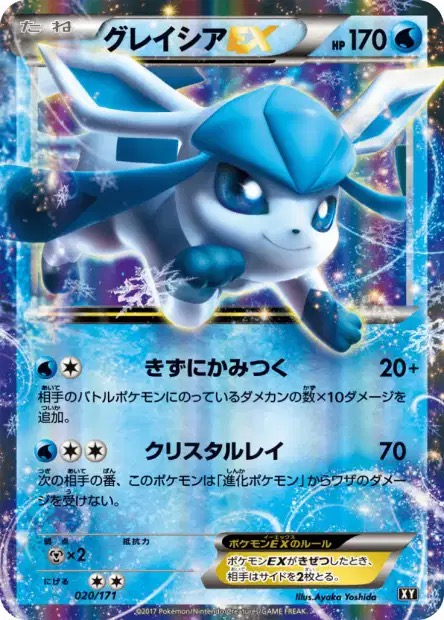 たね グレイシアEX HP170
きずにかみつく 20+
相手のバトルポケモンにのっているダメカンの数×10ダメージを
追加。
クリスタルレイ 70
次の相手の番、このポケモンは「進化ポケモン」からワザのダメー
ジを受けない。
弱点 抵抗力
×2
ポケモンEXのルール
ポケモンEXがきぜつしたとき、
相手はサイドを2枚とる。
にげる
020/171
Illus.Ayaka Yoshida
XY
©2017 Pokémon/Nintendo/Creatures/GAME FREAK.